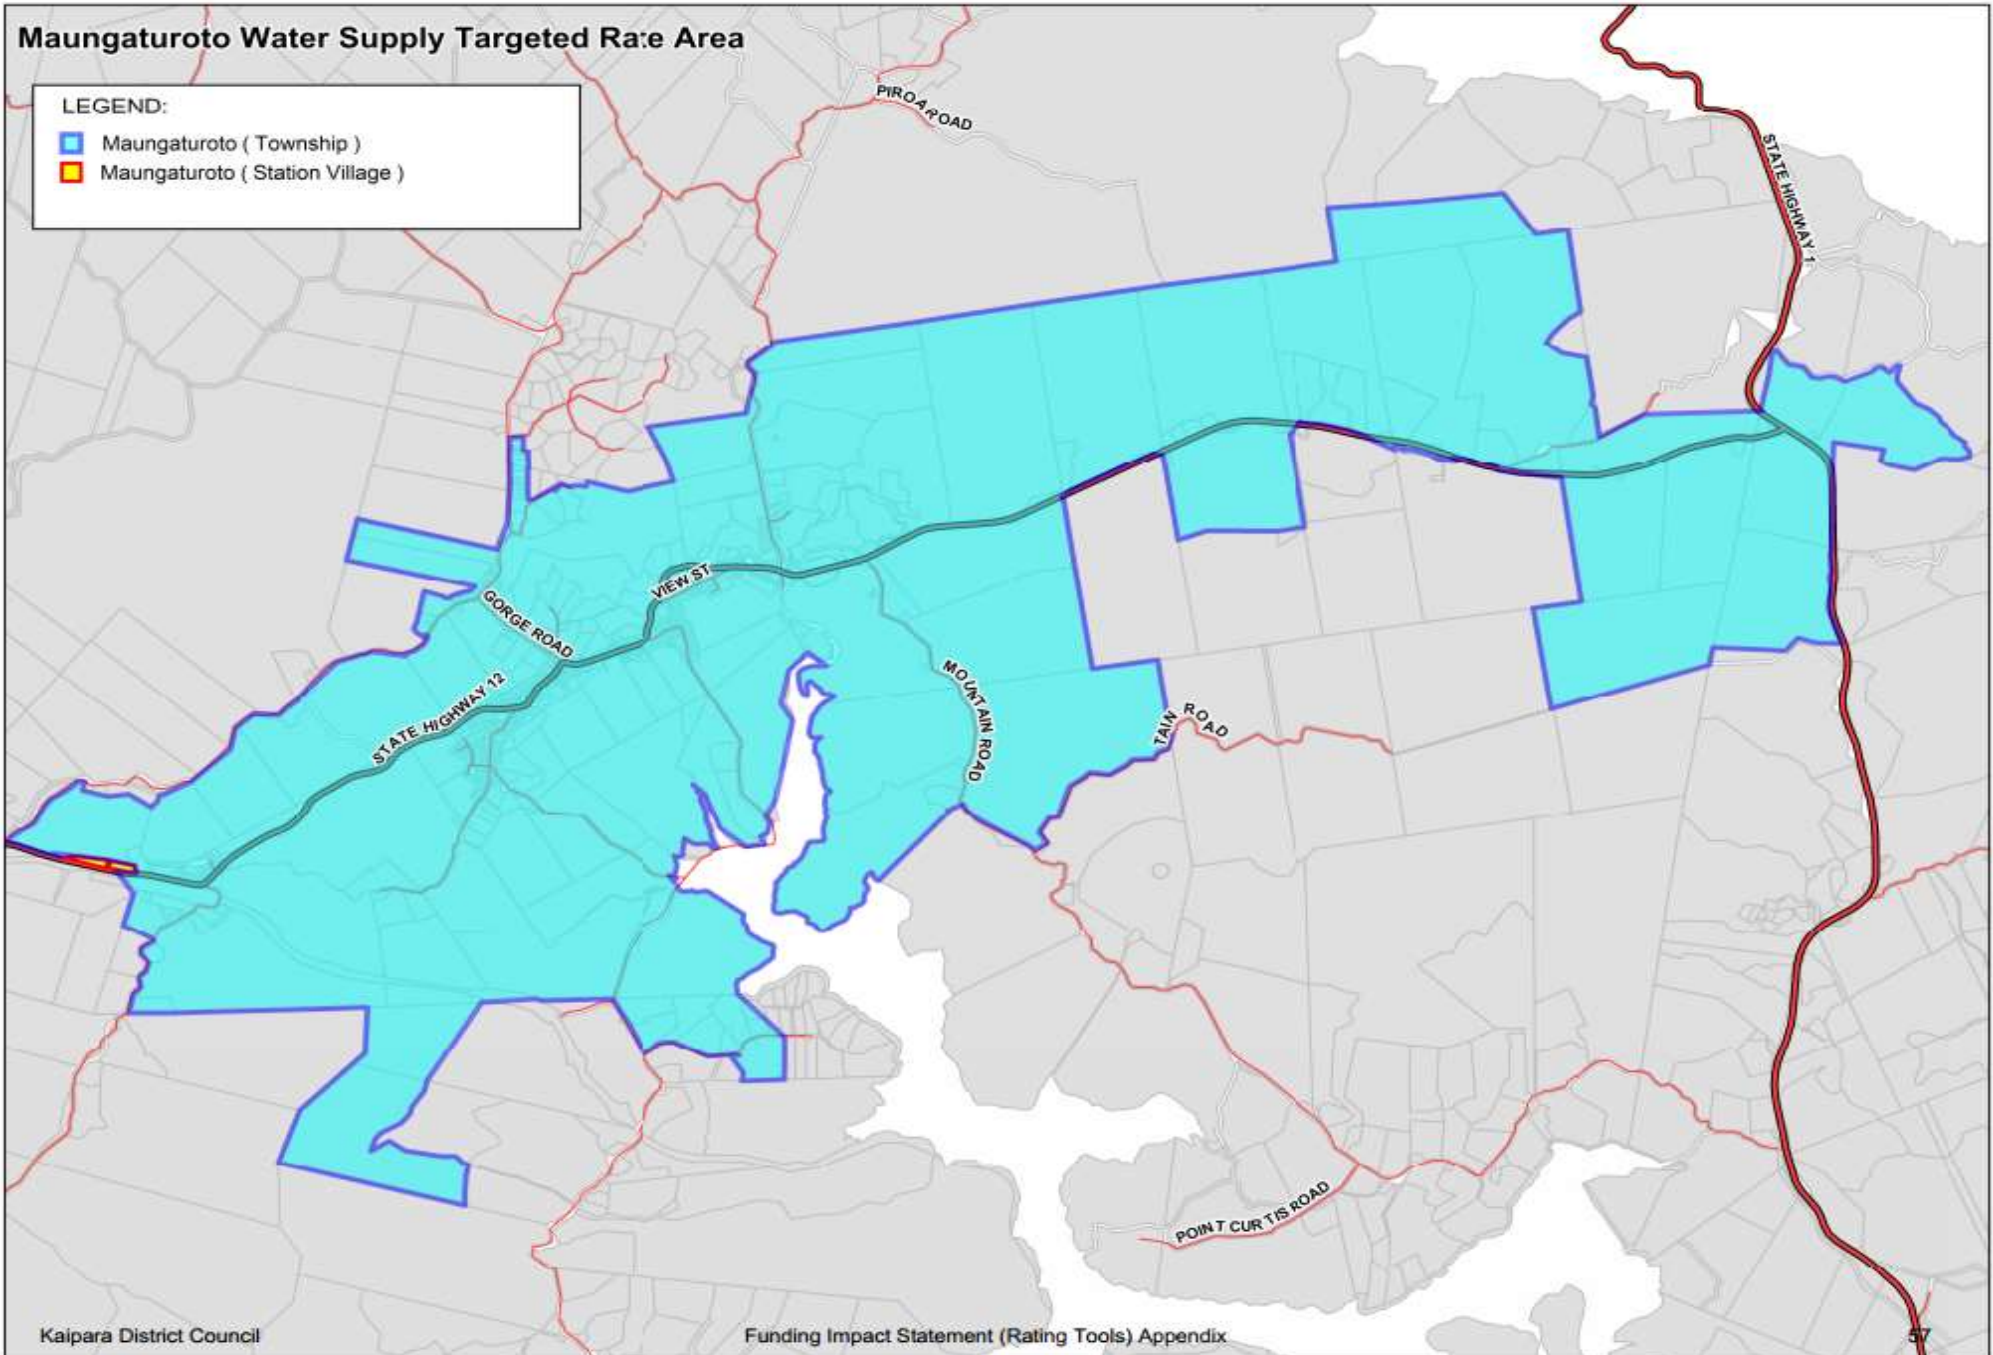 Maungaturoto Water Supply Targeted Rate Area
LEGEND:
Maungaturoto ( Township )
Maungaturoto ( Station Village )
PIROA ROAD
STATE HIGHWAY 1
VIEW ST
GORGE ROAD
STATE HIGHWAY 12
MOUNTAIN ROAD
TAIN ROAD
POINT CURTIS ROAD
Kaipara District Council
Funding Impact Statement (Rating Tools) Appendix
57